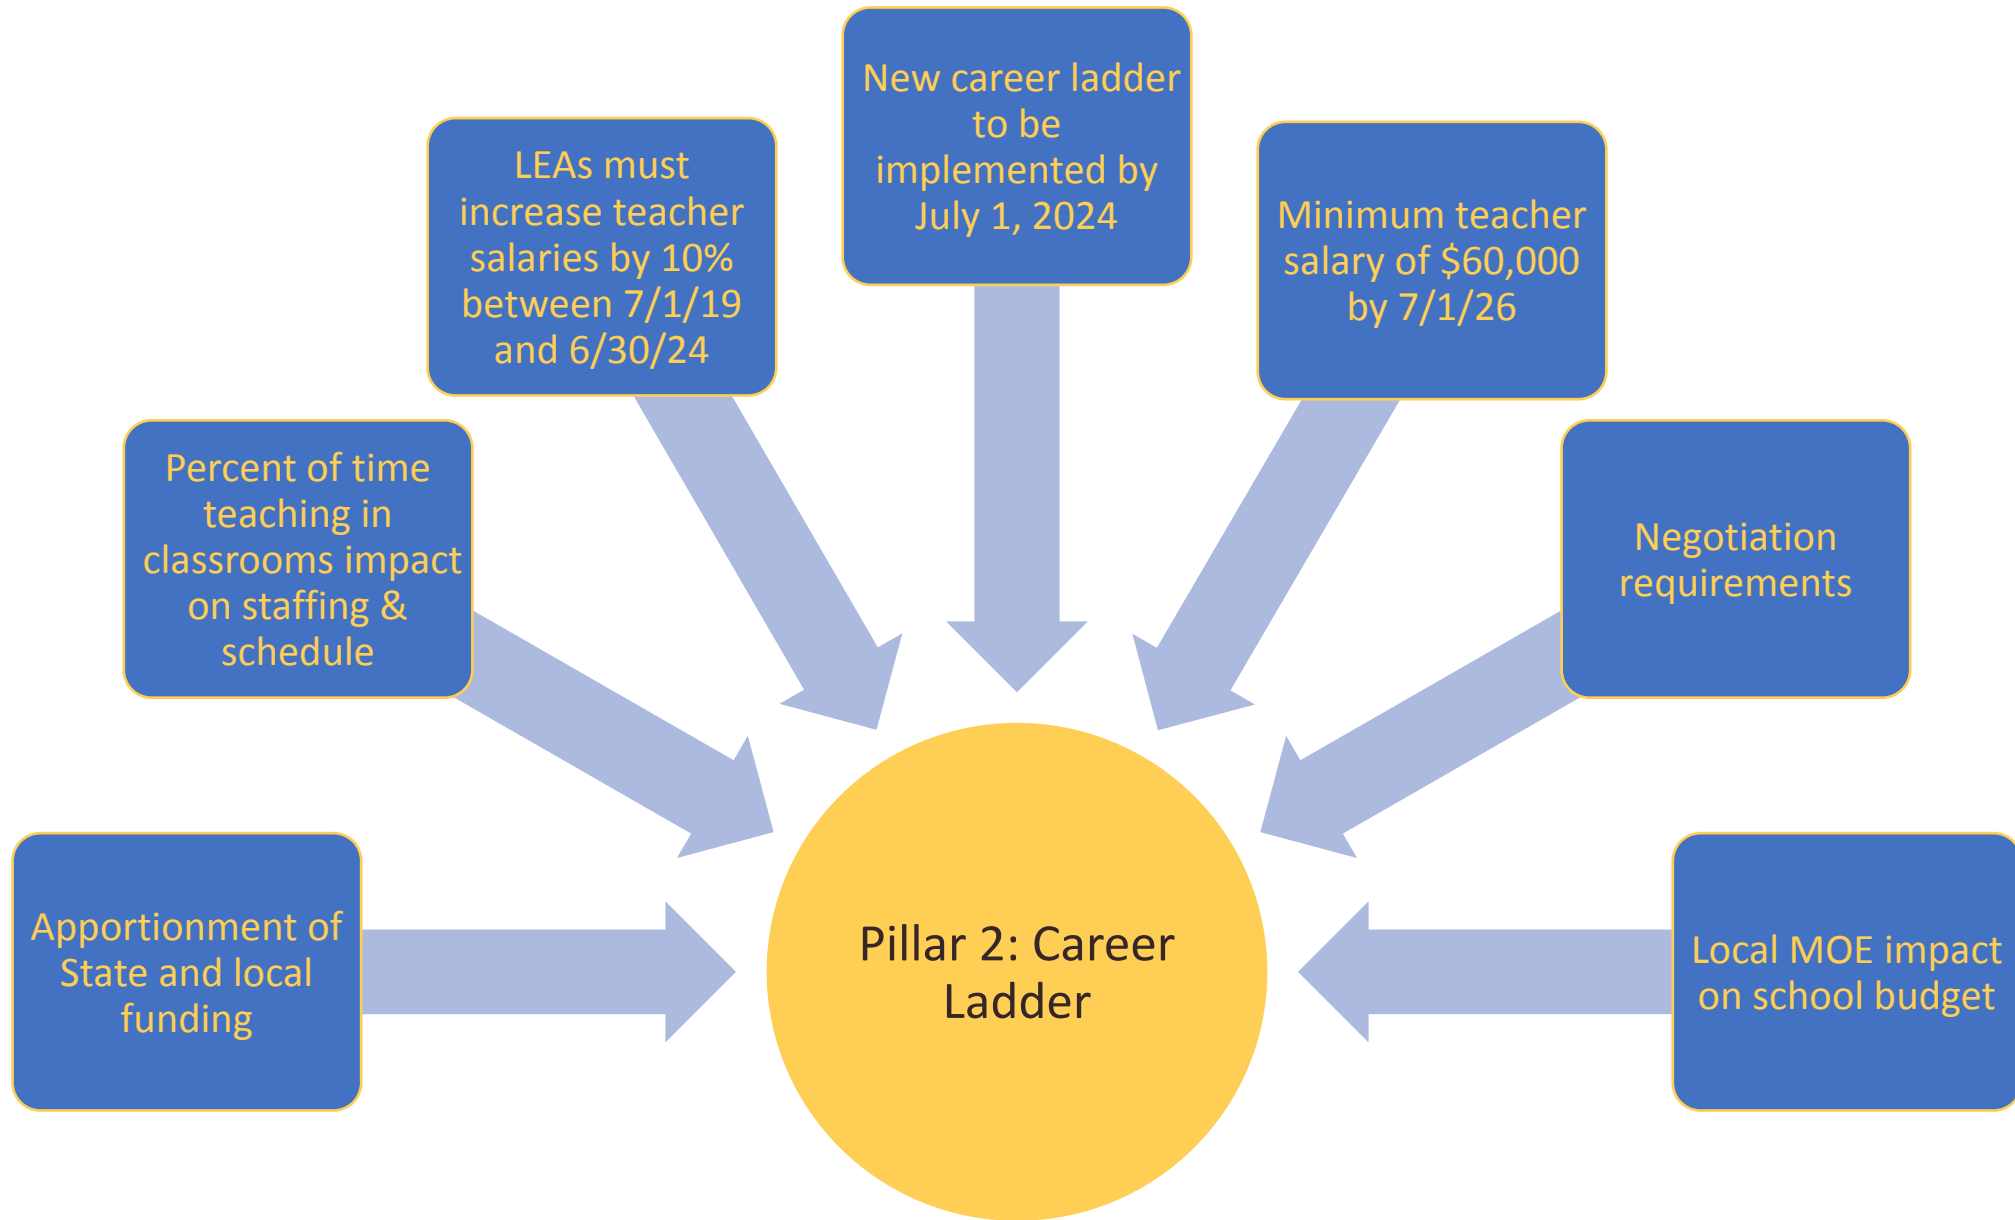 New career ladder
to be
implemented by
July 1, 2024
LEAs must
increase teacher
salaries by 10%
between 7/1/19
and 6/30/24
Minimum teacher
salary of $60,000
by 7/1/26
Percent of time
teaching in
classrooms impact
on staffing &
schedule
Negotiation
requirements
Apportionment of
State and local
funding
Pillar 2: Career
Ladder
Local MOE impact
on school budget